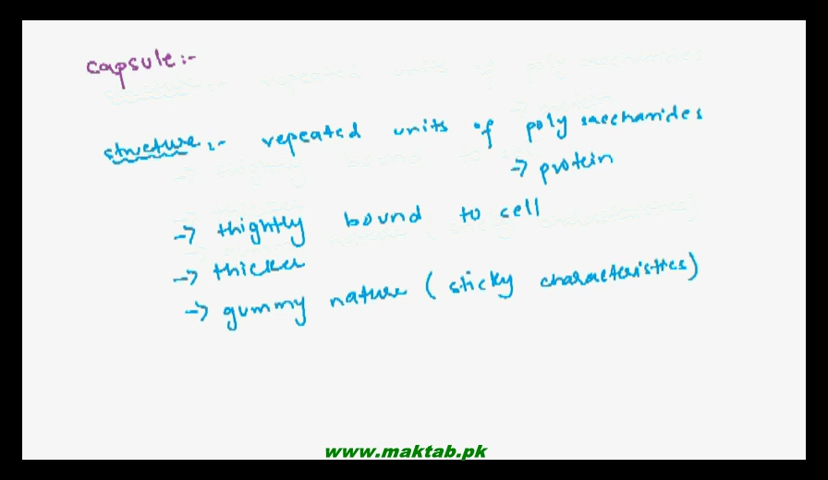 capsule:-
structure:- repeated units of poly saccharides
→ protein
→ thightly bound to cell
→ thicker
→ gummy nature ( sticky characteristics)
www.maktab.pk